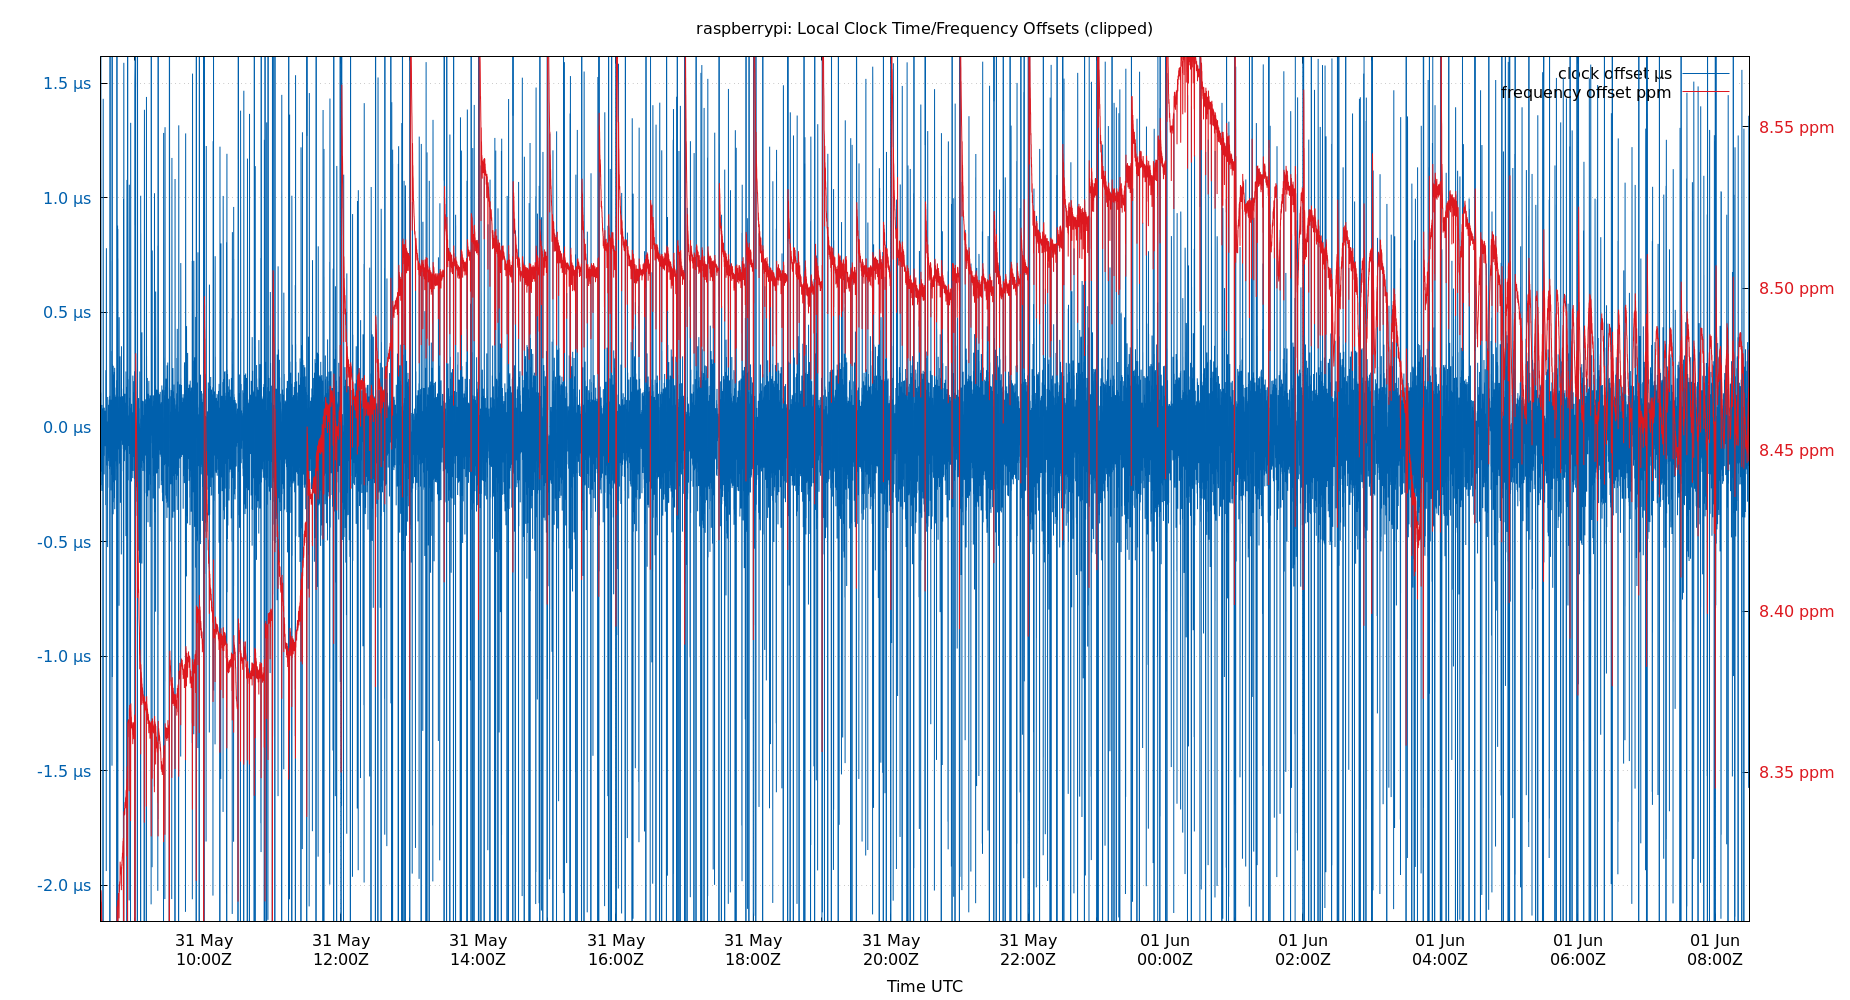 raspberrypi: Local Clock Time/Frequency Offsets (clipped)
clock offset µs
frequency offset ppm
1.5 µs
1.0 µs
0.5 µs
0.0 µs
-0.5 µs
-1.0 µs
-1.5 µs
-2.0 µs
8.55 ppm
8.50 ppm
8.45 ppm
8.40 ppm
8.35 ppm
31 May 31 May 31 May 31 May 31 May 31 May 31 May 01 Jun 01 Jun 01 Jun 01 Jun 01 Jun
10:00Z 12:00Z 14:00Z 16:00Z 18:00Z 20:00Z 22:00Z 00:00Z 02:00Z 04:00Z 06:00Z 08:00Z
Time UTC